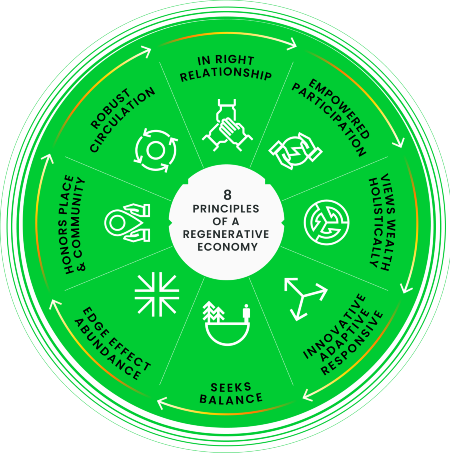 8
PRINCIPLES
OF A
REGENERATIVE
ECONOMY
IN RIGHT
RELATIONSHIP
EMPOWERED
PARTICIPATION
VIEWS WEALTH
HOLISTICALLY
INNOVATIVE
ADAPTIVE
RESPONSIVE
SEEKS
BALANCE
EDGE EFFECT
ABUNDANCE
HONORS PLACE
& COMMUNITY
ROBUST
CIRCULATION